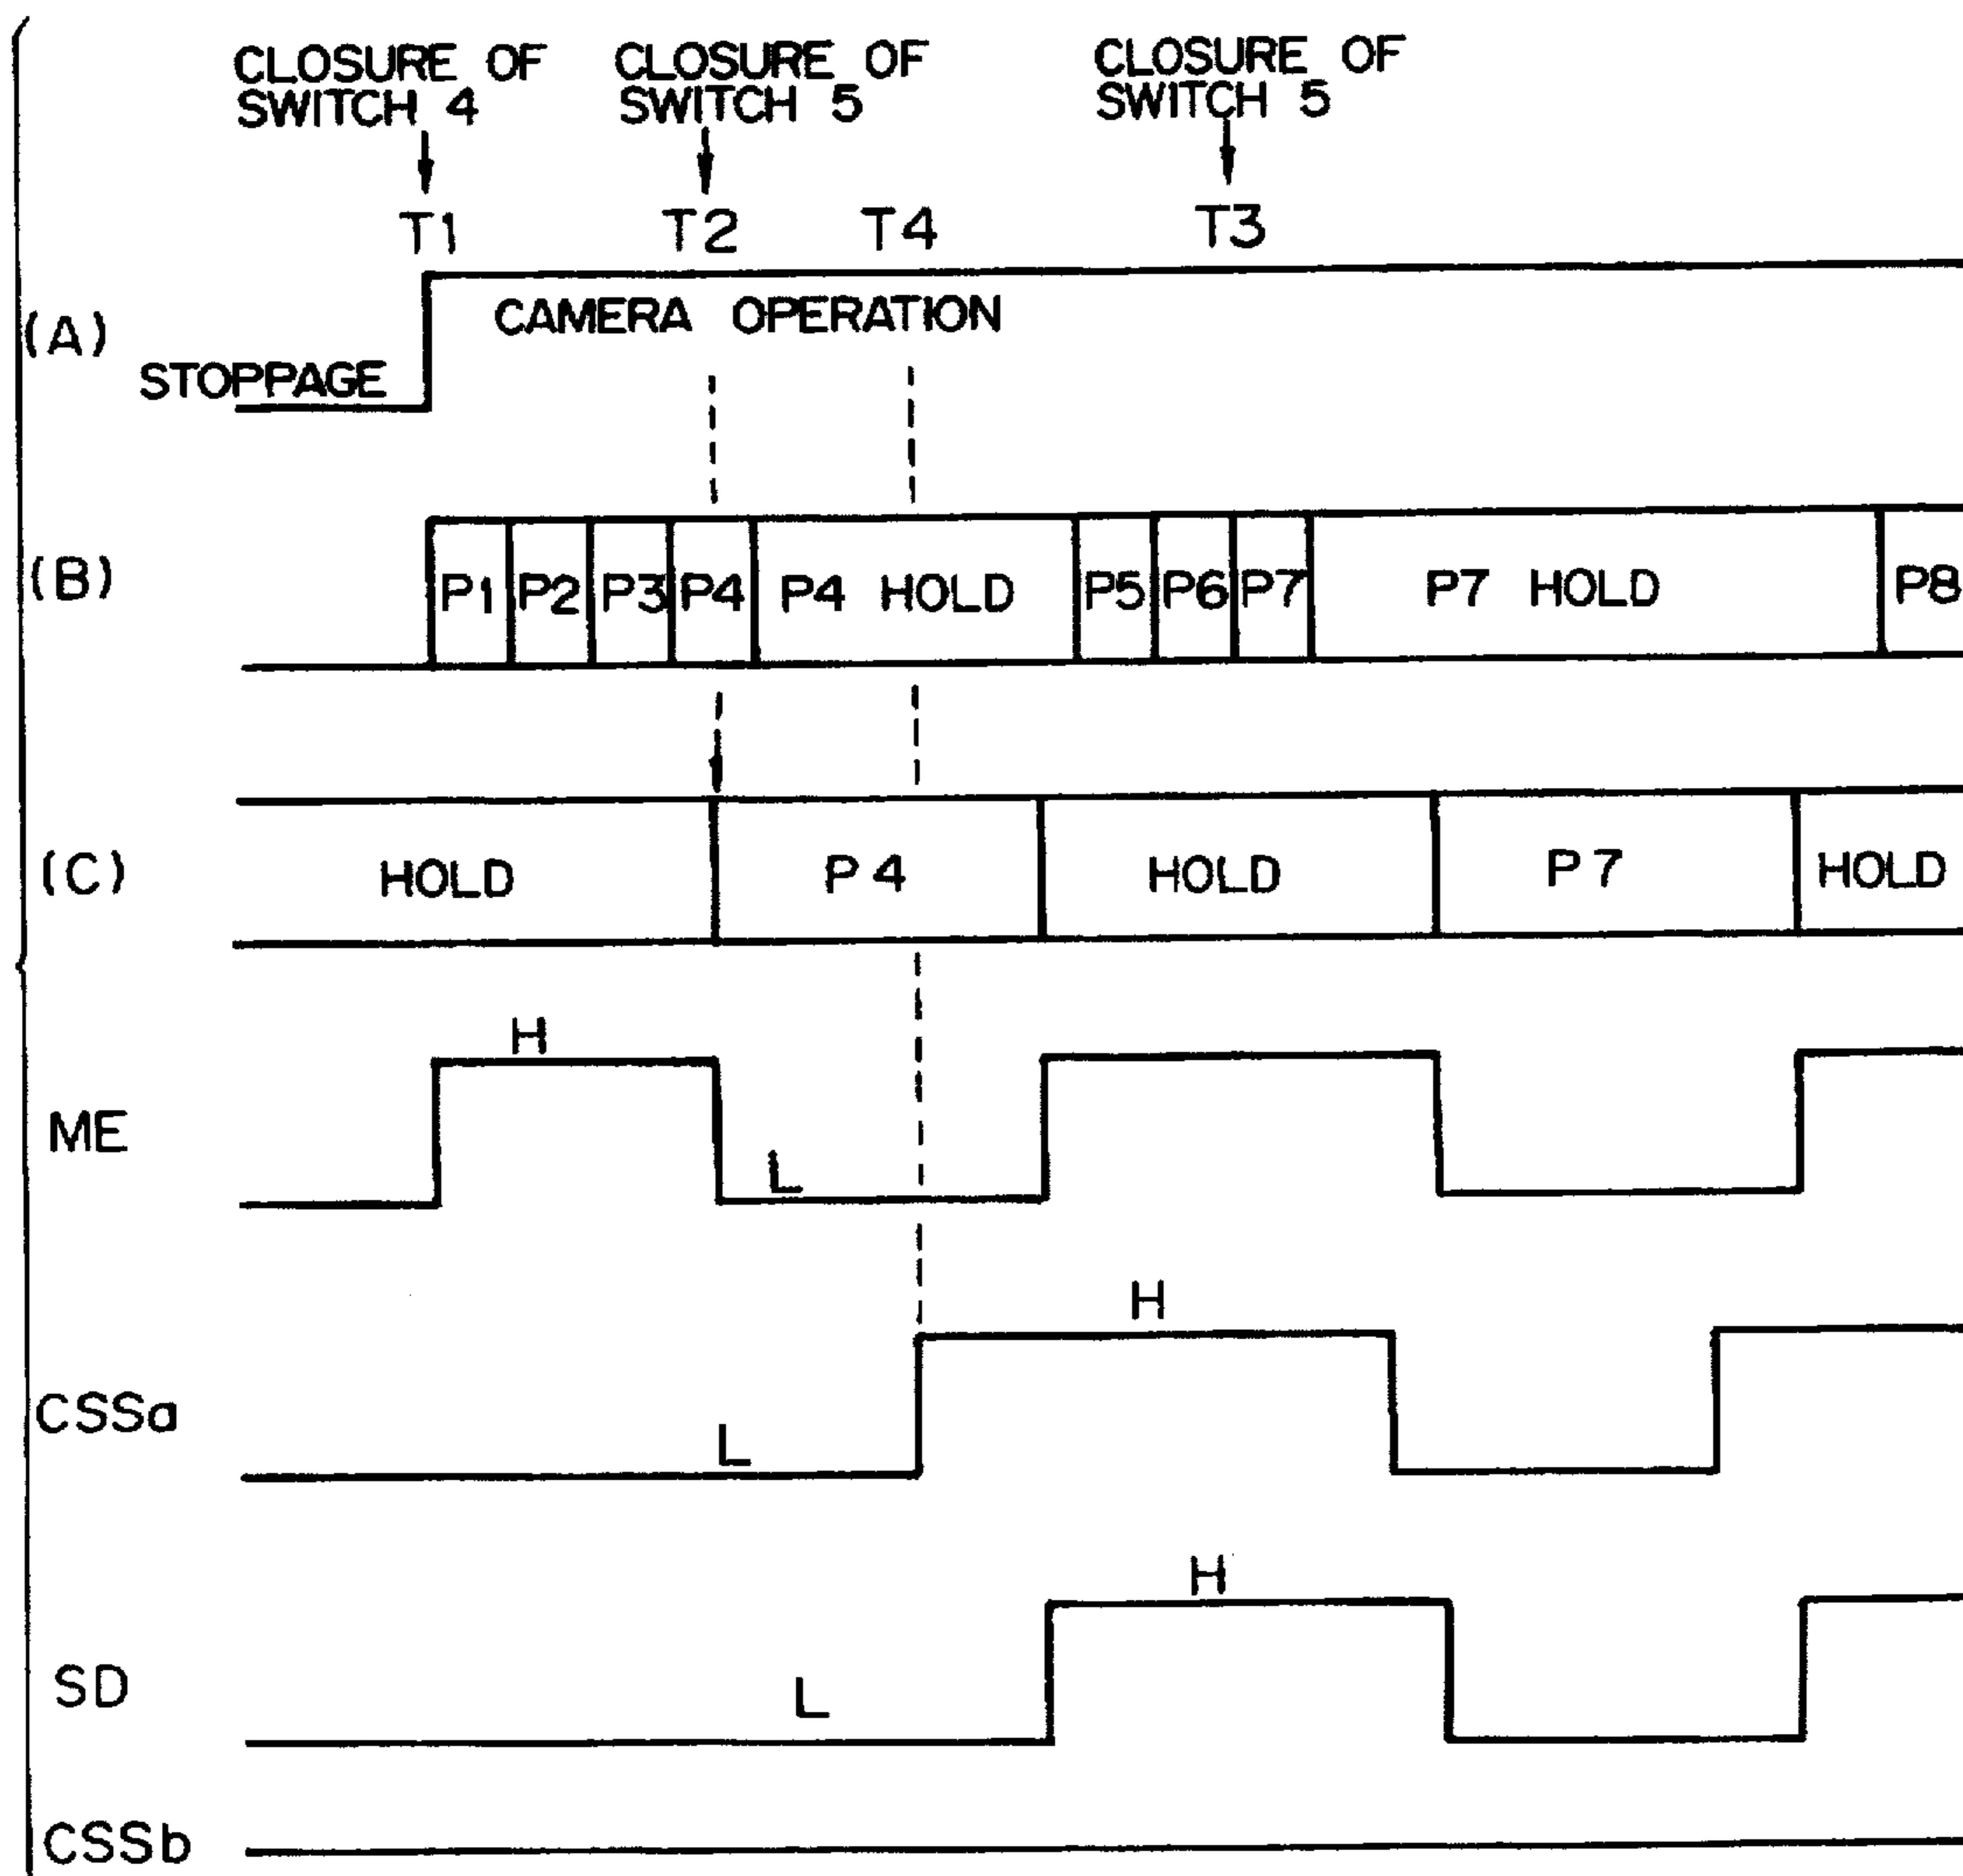 CLOSURE OF
SWITCH 4
CLOSURE OF
SWITCH 5
CLOSURE OF
SWITCH 5
T1 T2 T4 T3
(A) STOPPAGE CAMERA OPERATION
(B) P1 P2 P3 P4 P4 HOLD P5 P6 P7 P7 HOLD P8
(C) HOLD P4 HOLD P7 HOLD
ME H L
CSSa L H
SD L H
CSSb